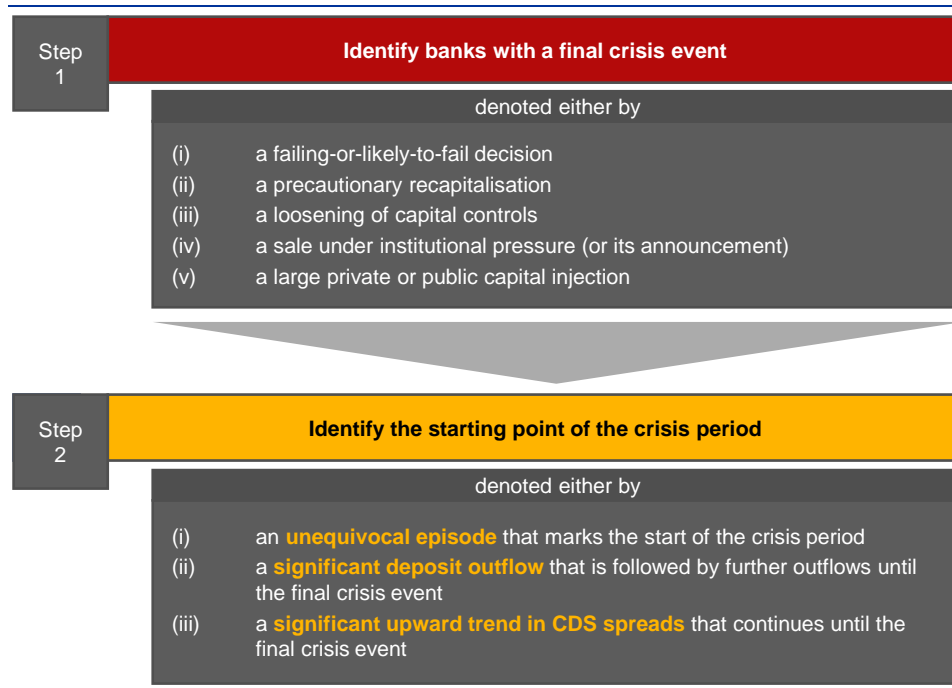 Step
1
Identify banks with a final crisis event
denoted either by
(i) a failing-or-likely-to-fail decision
(ii) a precautionary recapitalisation
(iii) a loosening of capital controls
(iv) a sale under institutional pressure (or its announcement)
(v) a large private or public capital injection
Step
2
Identify the starting point of the crisis period
denoted either by
(i) an unequivocal episode that marks the start of the crisis period
(ii) a significant deposit outflow that is followed by further outflows until
the final crisis event
(iii) a significant upward trend in CDS spreads that continues until the
final crisis event